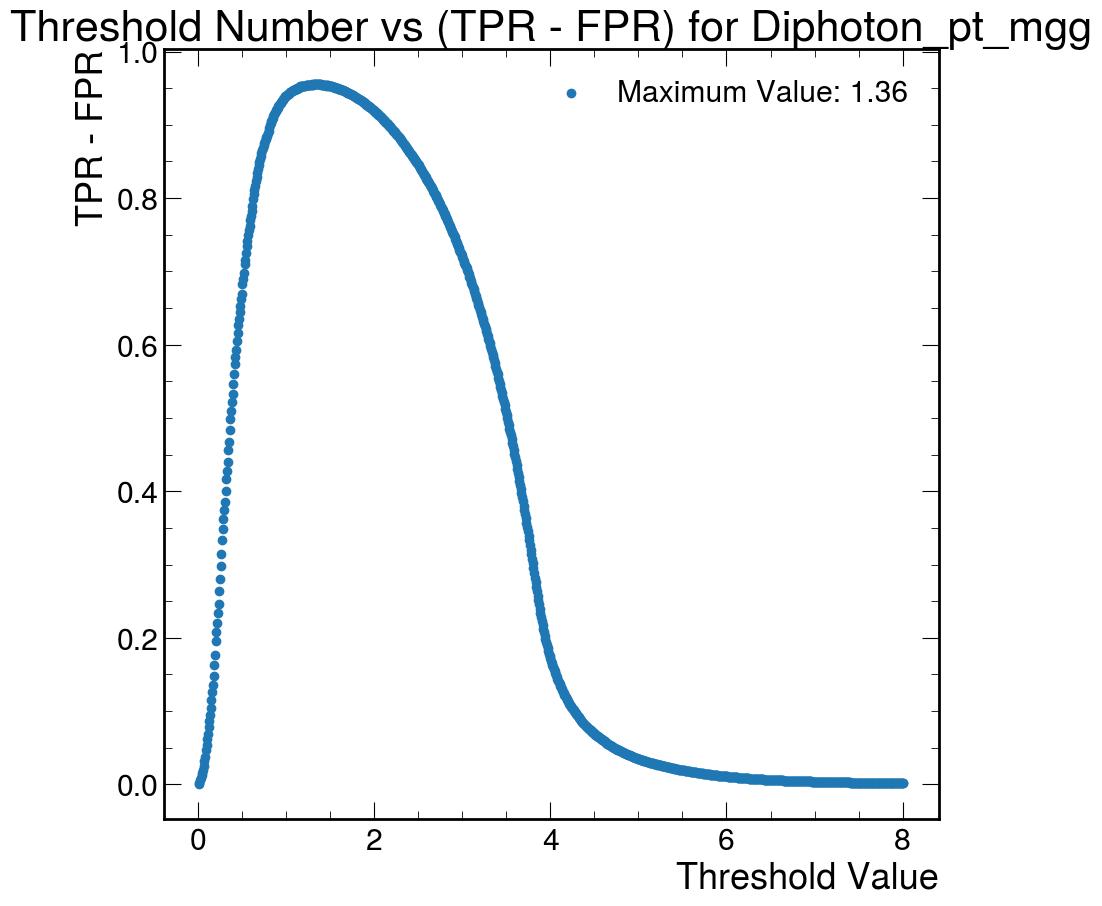 Threshold Number vs (TPR - FPR) for Diphoton_pt_mgg
TPR - FPR
1.0
0.8
0.6
0.4
0.2
0.0
Maximum Value: 1.36
0 2 4 6 8
Threshold Value